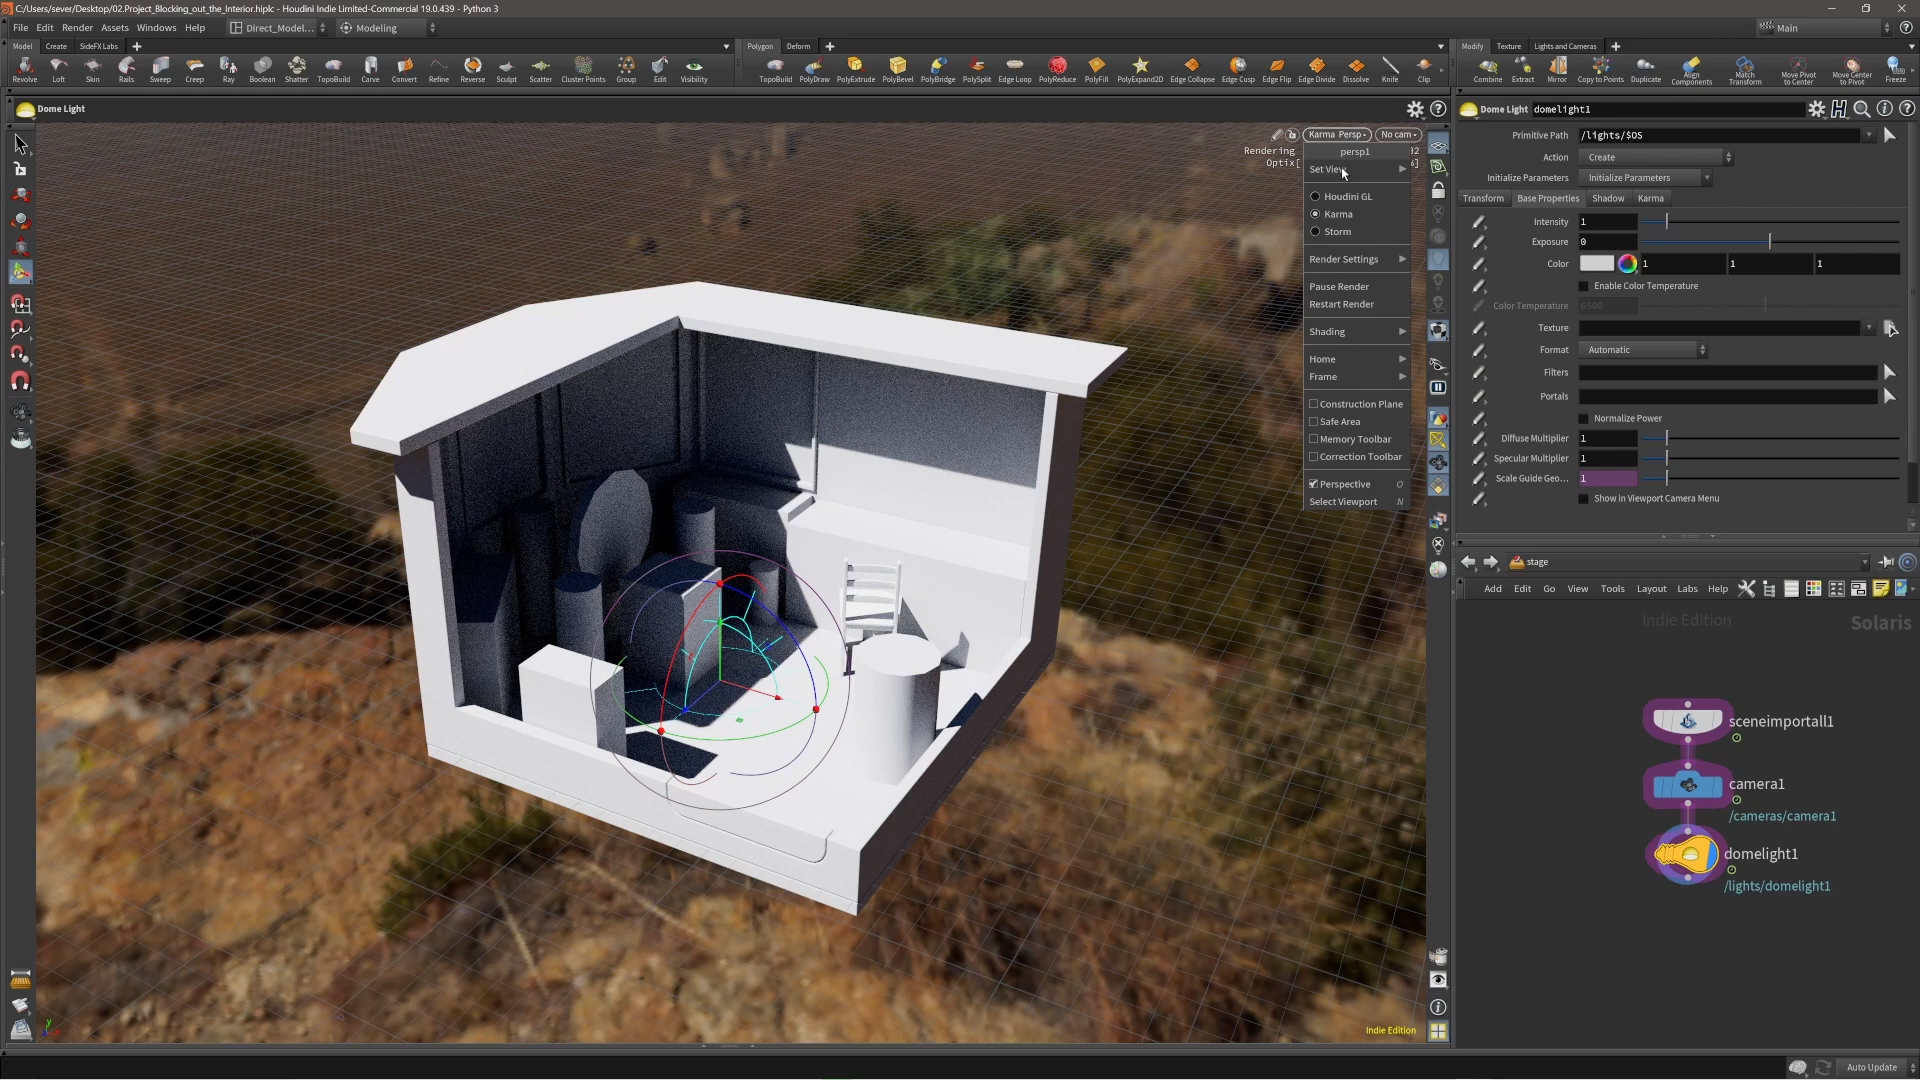 C:/Users/sever/Desktop/02.Project_Blocking_out_the_Interior.hiplc - Houdini Indie Limited-Commercial 19.0.439 - Python 3
File Edit Render Assets Windows Help Direct_Model... Modeling Main
Model Create SideFX Labs
Polygon Deform
Modify Texture Lights and Cameras
Revolve Loft Skin Rails Sweep Creep Ray Boolean Shatter TopoBuild Carve Convert Refine Reverse Sculpt Scatter Cluster Points Group Edit Visibility
TopoBuild PolyDraw PolyExtrude PolyBevel PolyBridge PolySplit Edge Loop PolyReduce PolyFill PolyExpand2D Edge Collapse Edge Cusp Edge Flip Edge Divide Dissolve Knife Clip
Combine Extract Mirror Copy to Points Duplicate Align Components Match Transform Move Pivot to Center Move Center to Pivot Freeze
Dome Light
Karma Persp No cam
Rendering
Optix[
persp1
Set View
Houdini GL
Karma
Storm
Render Settings
Pause Render
Restart Render
Shading
Home
Frame
Construction Plane
Safe Area
Memory Toolbar
Correction Toolbar
Perspective O
Select Viewport N
Indie Edition
Dome Light domelight1
Primitive Path /lights/$OS
Action Create
Initialize Parameters Initialize Parameters
Transform Base Properties Shadow Karma
Intensity 1
Exposure 0
Color 1 1 1
Enable Color Temperature
Color Temperature 6500
Texture
Format Automatic
Filters
Portals
Normalize Power
Diffuse Multiplier 1
Specular Multiplier 1
Scale Guide Geo... 1
Show in Viewport Camera Menu
stage
Add Edit Go View Tools Layout Labs Help
Indie Edition Solaris
sceneimportall1
camera1
/cameras/camera1
domelight1
/lights/domelight1
Auto Update